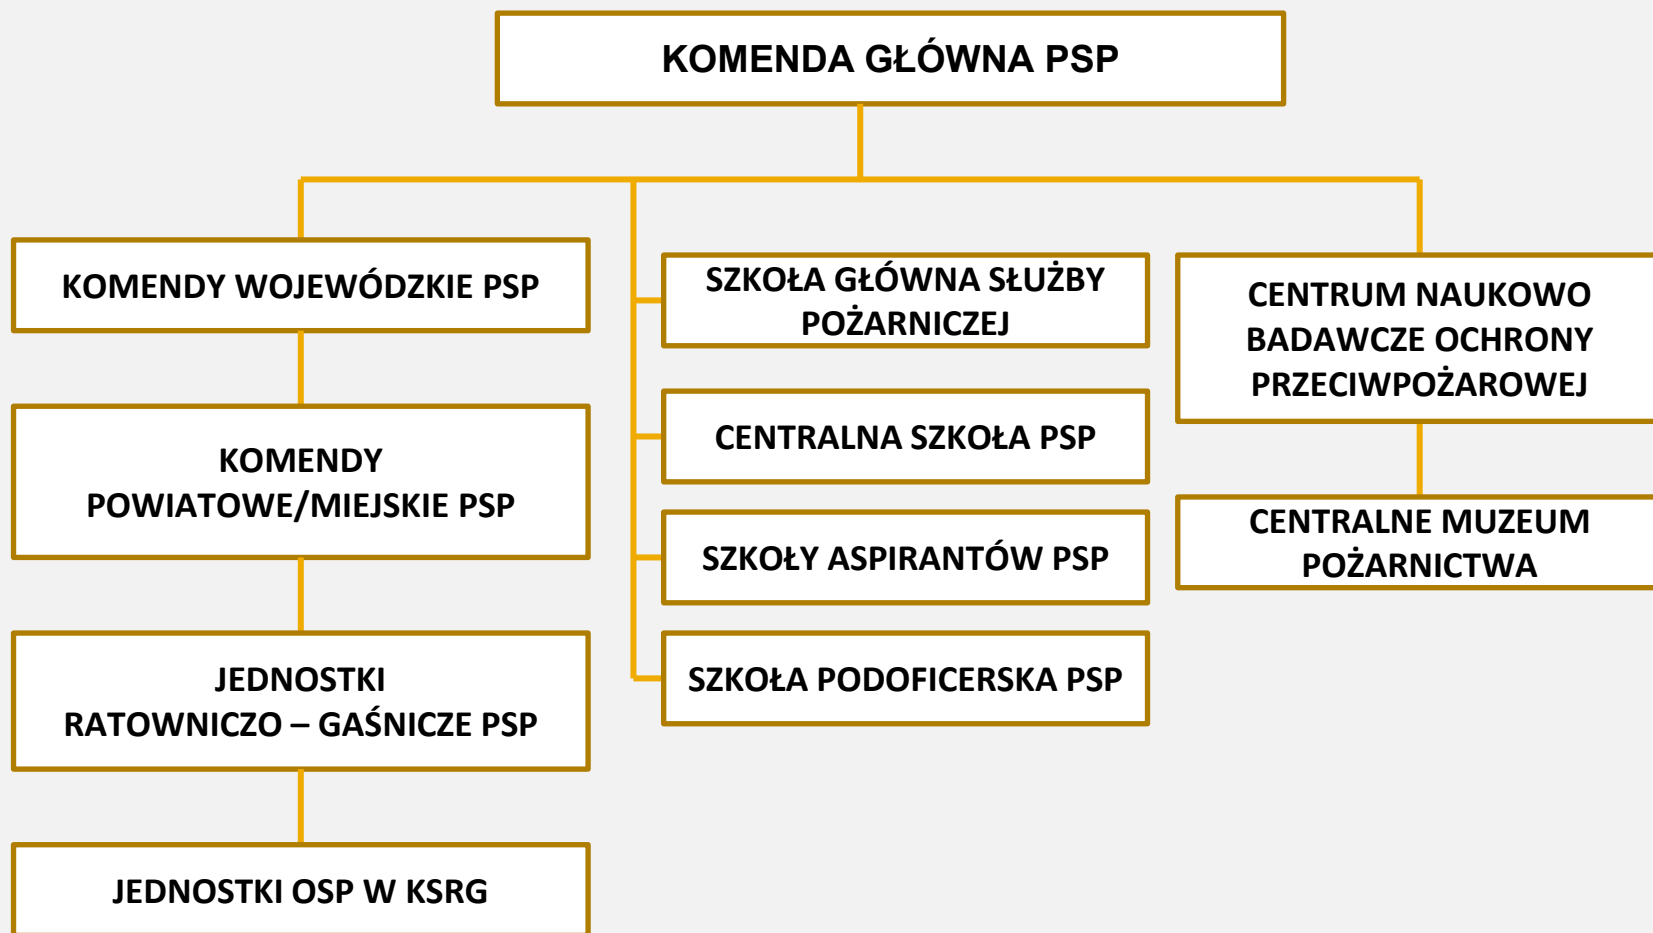 KOMENDA GŁÓWNA PSP
KOMENDY WOJEWÓDZKIE PSP
KOMENDY
POWIATOWE/MIEJSKIE PSP
JEDNOSTKI
RATOWNICZO – GAŚNICZE PSP
JEDNOSTKI OSP W KSRG
SZKOŁA GŁÓWNA SŁUŻBY
POŻARNICZEJ
CENTRALNA SZKOŁA PSP
SZKOŁY ASPIRANTÓW PSP
SZKOŁA PODOFICERSKA PSP
CENTRUM NAUKOWO
BADAWCZE OCHRONY
PRZECIWPOŻAROWEJ
CENTRALNE MUZEUM
POŻARNICTWA